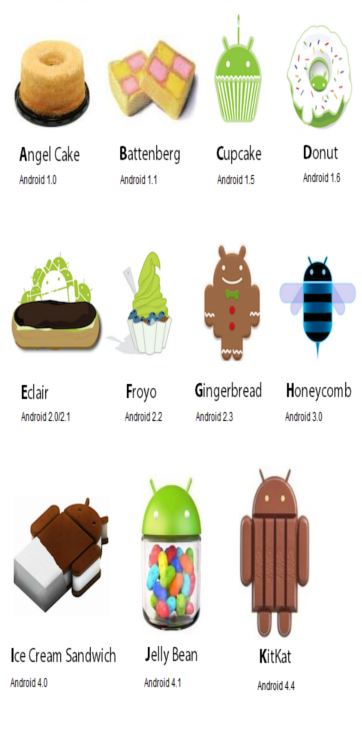 Angel Cake Battenberg Cupcake Donut
Android 1.0 Android 1.1 Android 1.5 Android 1.6
Eclair Froyo Gingerbread Honeycomb
Android 2.0/2.1 Android 2.2 Android 2.3 Android 3.0
Ice Cream Sandwich Jelly Bean KitKat
Android 4.0 Android 4.1 Android 4.4